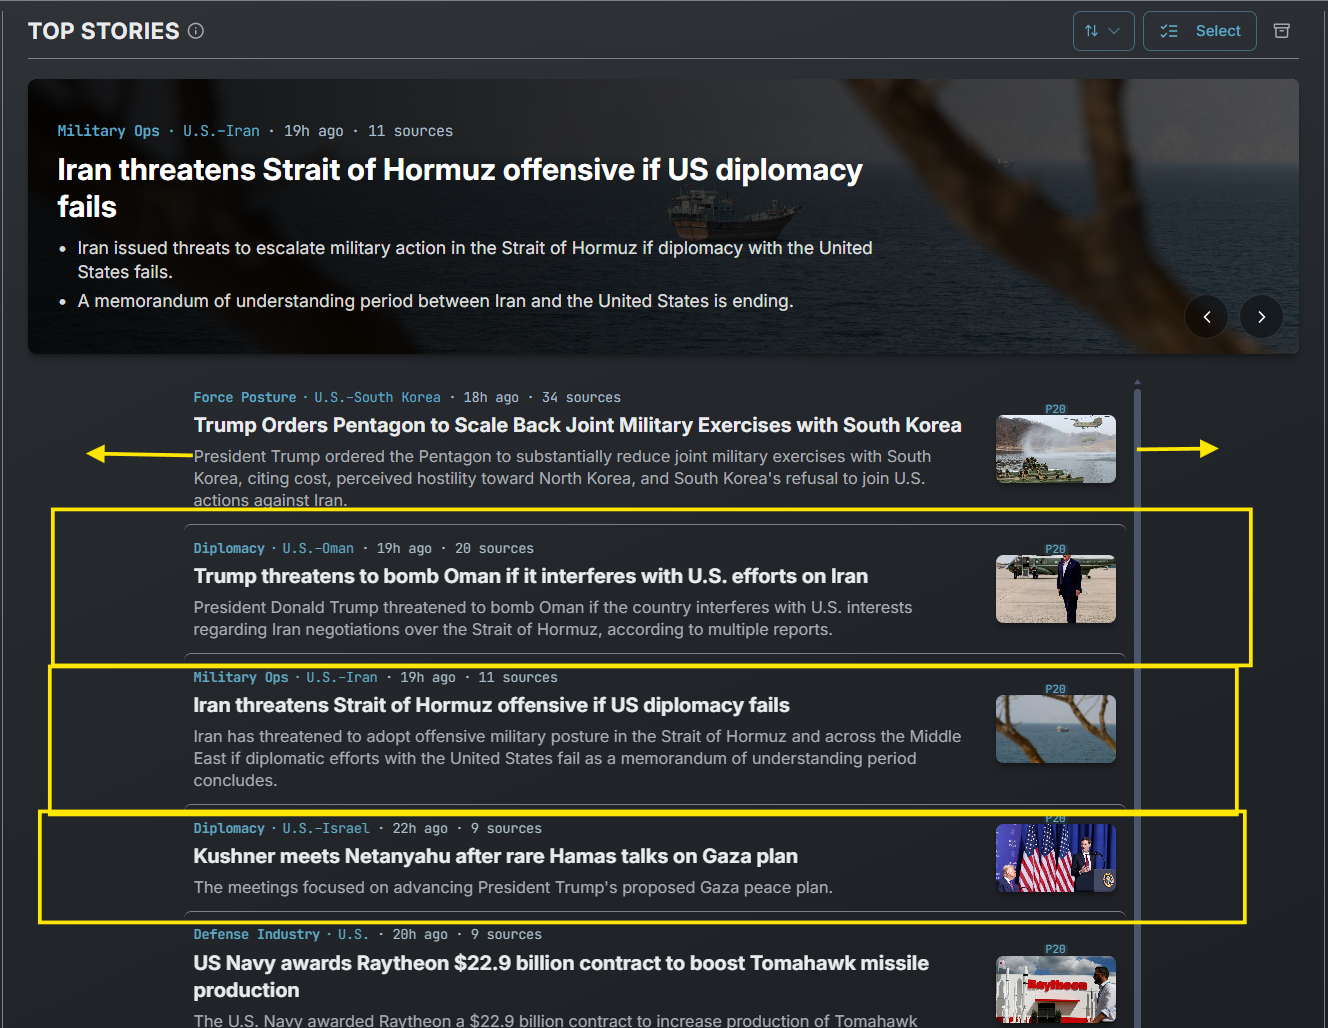 TOP STORIES
Select
Military Ops · U.S.-Iran · 19h ago · 11 sources
Iran threatens Strait of Hormuz offensive if US diplomacy
fails
• Iran issued threats to escalate military action in the Strait of Hormuz if diplomacy with the United
States fails.
• A memorandum of understanding period between Iran and the United States is ending.
Force Posture · U.S.-South Korea · 18h ago · 34 sources
P20
Trump Orders Pentagon to Scale Back Joint Military Exercises with South Korea
President Trump ordered the Pentagon to substantially reduce joint military exercises with South
Korea, citing cost, perceived hostility toward North Korea, and South Korea's refusal to join U.S.
actions against Iran.
Diplomacy · U.S.-Oman · 19h ago · 20 sources
P20
Trump threatens to bomb Oman if it interferes with U.S. efforts on Iran
President Donald Trump threatened to bomb Oman if the country interferes with U.S. interests
regarding Iran negotiations over the Strait of Hormuz, according to multiple reports.
Military Ops · U.S.-Iran · 19h ago · 11 sources
P20
Iran threatens Strait of Hormuz offensive if US diplomacy fails
Iran has threatened to adopt offensive military posture in the Strait of Hormuz and across the Middle
East if diplomatic efforts with the United States fail as a memorandum of understanding period
concludes.
P20
Diplomacy · U.S.-Israel · 22h ago · 9 sources
Kushner meets Netanyahu after rare Hamas talks on Gaza plan
The meetings focused on advancing President Trump's proposed Gaza peace plan.
Defense Industry · U.S. · 20h ago · 9 sources
P20
US Navy awards Raytheon $22.9 billion contract to boost Tomahawk missile
production
Raytheon
The U.S. Navy awarded Raytheon a $22.9 billion contract to increase production of Tomahawk